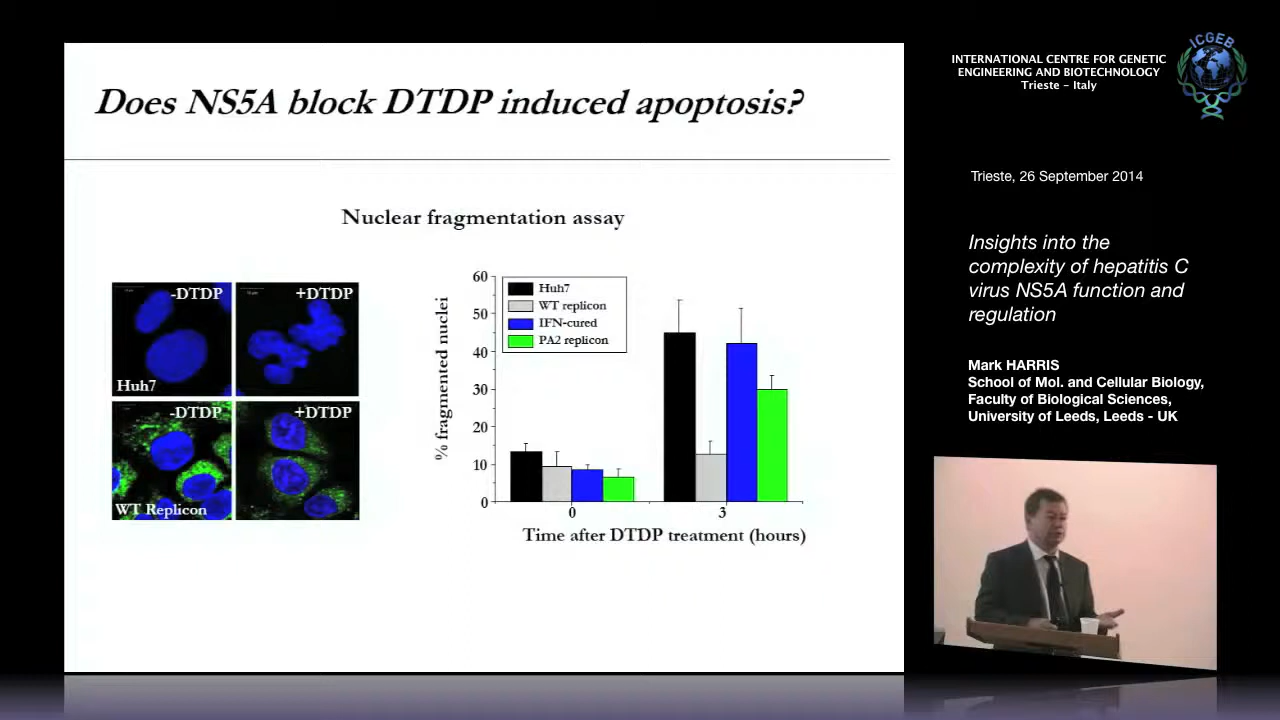 Does NS5A block DTDP induced apoptosis?
Nuclear fragmentation assay
-DTDP
+DTDP
Huh7
-DTDP
+DTDP
WT Replicon
% fragmented nuclei
60
50
40
30
20
10
0
Huh7
WT replicon
IFN-cured
PA2 replicon
0
3
Time after DTDP treatment (hours)
INTERNATIONAL CENTRE FOR GENETIC
ENGINEERING AND BIOTECHNOLOGY
Trieste - Italy
ICGEB
Trieste, 26 September 2014
Insights into the
complexity of hepatitis C
virus NS5A function and
regulation
Mark HARRIS
School of Mol. and Cellular Biology,
Faculty of Biological Sciences,
University of Leeds, Leeds - UK